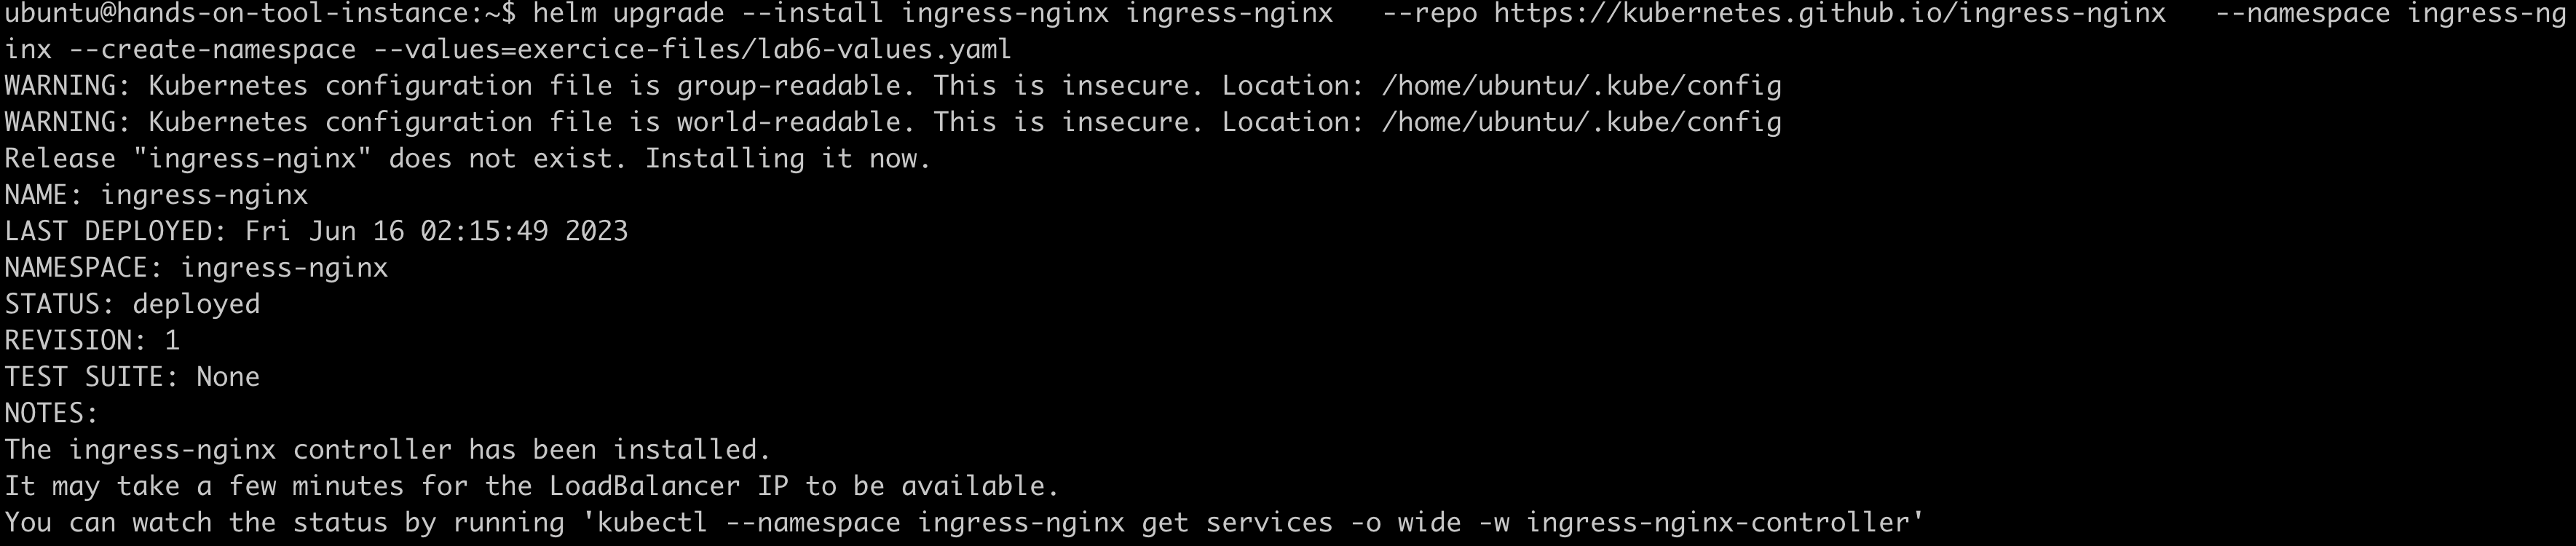 ubuntu@hands-on-tool-instance:~$ helm upgrade --install ingress-nginx ingress-nginx   --repo https://kubernetes.github.io/ingress-nginx   --namespace ingress-ng
inx --create-namespace --values=exercice-files/lab6-values.yaml
WARNING: Kubernetes configuration file is group-readable. This is insecure. Location: /home/ubuntu/.kube/config
WARNING: Kubernetes configuration file is world-readable. This is insecure. Location: /home/ubuntu/.kube/config
Release "ingress-nginx" does not exist. Installing it now.
NAME: ingress-nginx
LAST DEPLOYED: Fri Jun 16 02:15:49 2023
NAMESPACE: ingress-nginx
STATUS: deployed
REVISION: 1
TEST SUITE: None
NOTES:
The ingress-nginx controller has been installed.
It may take a few minutes for the LoadBalancer IP to be available.
You can watch the status by running 'kubectl --namespace ingress-nginx get services -o wide -w ingress-nginx-controller'